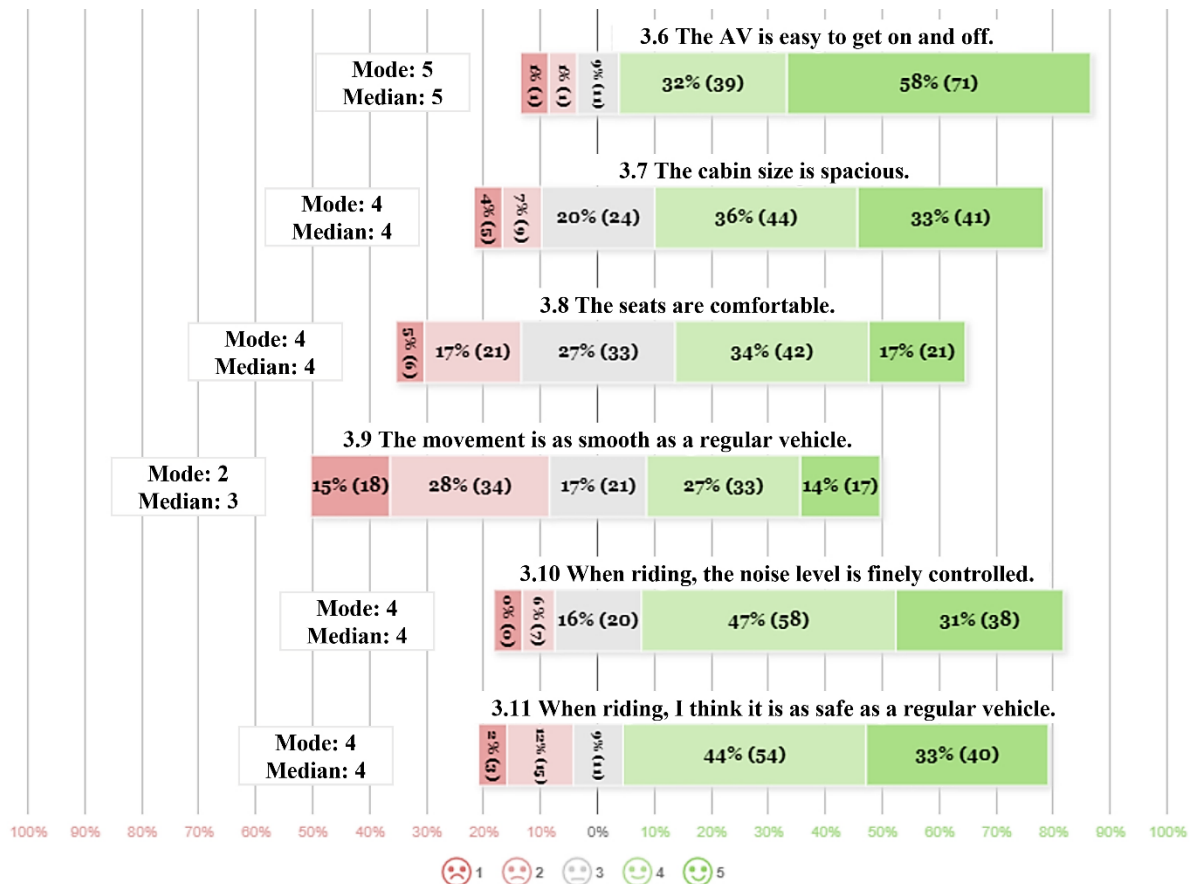 3.6 The AV is easy to get on and off.
Mode: 5
Median: 5
1% (1) 1% (1) 9% (11) 32% (39) 58% (71)
3.7 The cabin size is spacious.
Mode: 4
Median: 4
4% (5) 7% (9) 20% (24) 36% (44) 33% (41)
3.8 The seats are comfortable.
Mode: 4
Median: 4
5% (6) 17% (21) 27% (33) 34% (42) 17% (21)
3.9 The movement is as smooth as a regular vehicle.
Mode: 2
Median: 3
15% (18) 28% (34) 17% (21) 27% (33) 14% (17)
3.10 When riding, the noise level is finely controlled.
Mode: 4
Median: 4
0% (0) 6% (7) 16% (20) 47% (58) 31% (38)
3.11 When riding, I think it is as safe as a regular vehicle.
Mode: 4
Median: 4
2% (3) 12% (15) 9% (11) 44% (54) 33% (40)
100% 90% 80% 70% 60% 50% 40% 30% 20% 10% 0% 10% 20% 30% 40% 50% 60% 70% 80% 90% 100%
1 2 3 4 5